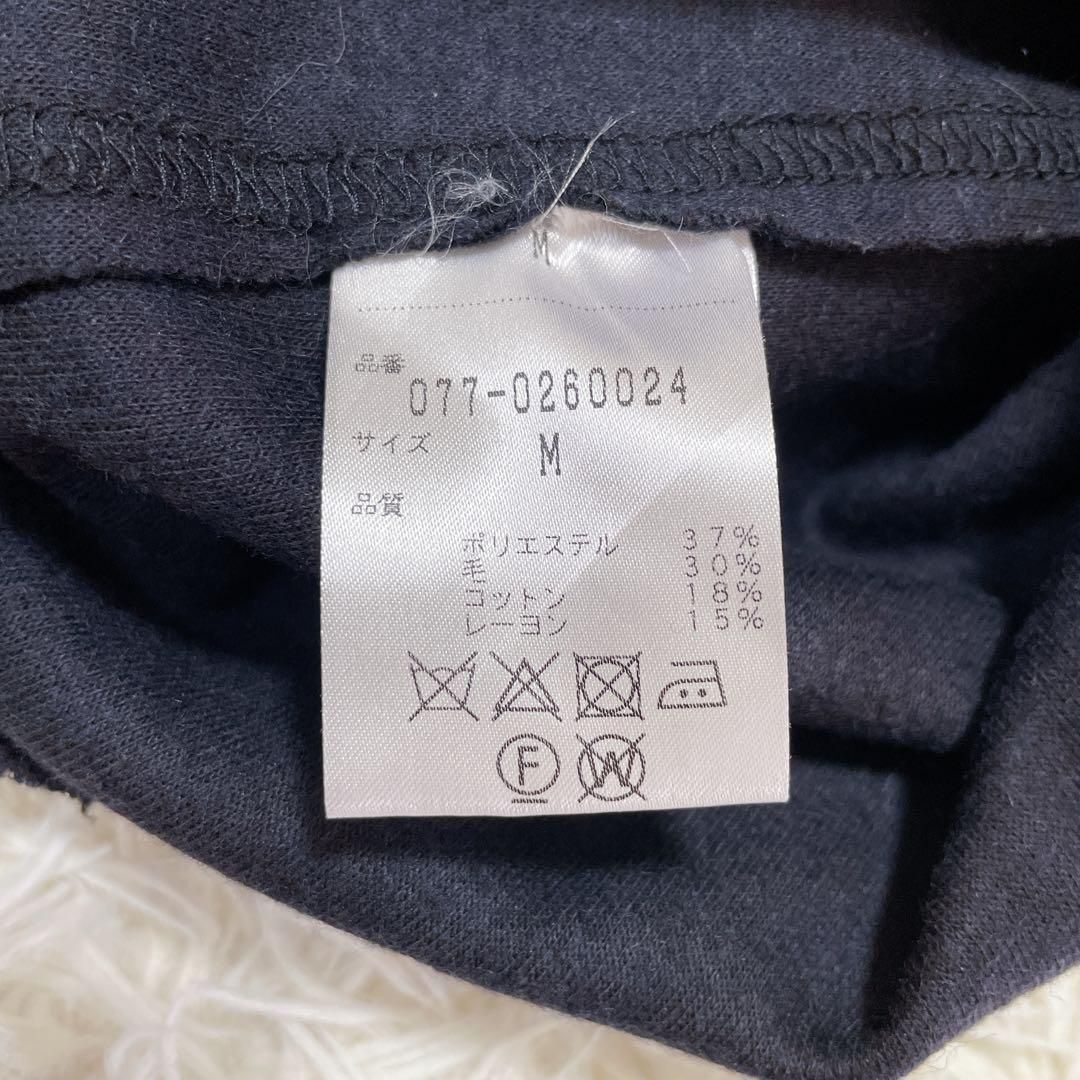 M
品番
077-0260024
サイズ M
品質
ポリエステル 37%
毛 30%
コットン 18%
レーヨン 15%
F W